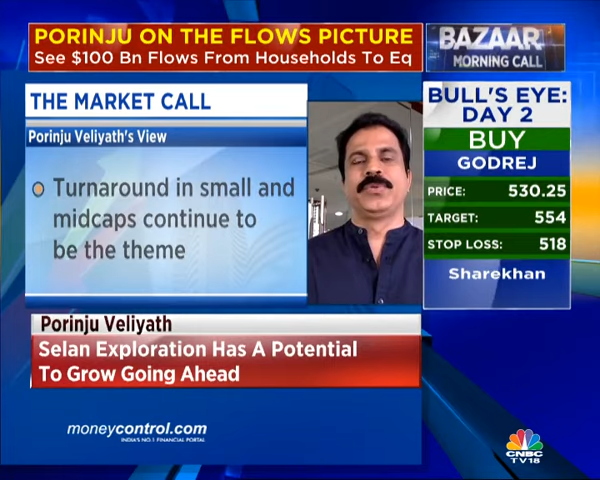 PORINJU ON THE FLOWS PICTURE
See $100 Bn Flows From Households To Eq
BAZAAR
MORNING CALL
THE MARKET CALL
Porinju Veliyath's View
Turnaround in small and
midcaps continue to
be the theme
BULL'S EYE:
DAY 2
BUY
GODREJ
PRICE: 530.25
TARGET: 554
STOP LOSS: 518
Sharekhan
Porinju Veliyath
Selan Exploration Has A Potential
To Grow Going Ahead
moneycontrol.com
INDIA'S NO.1 FINANCIAL PORTAL
CNBC
TV18